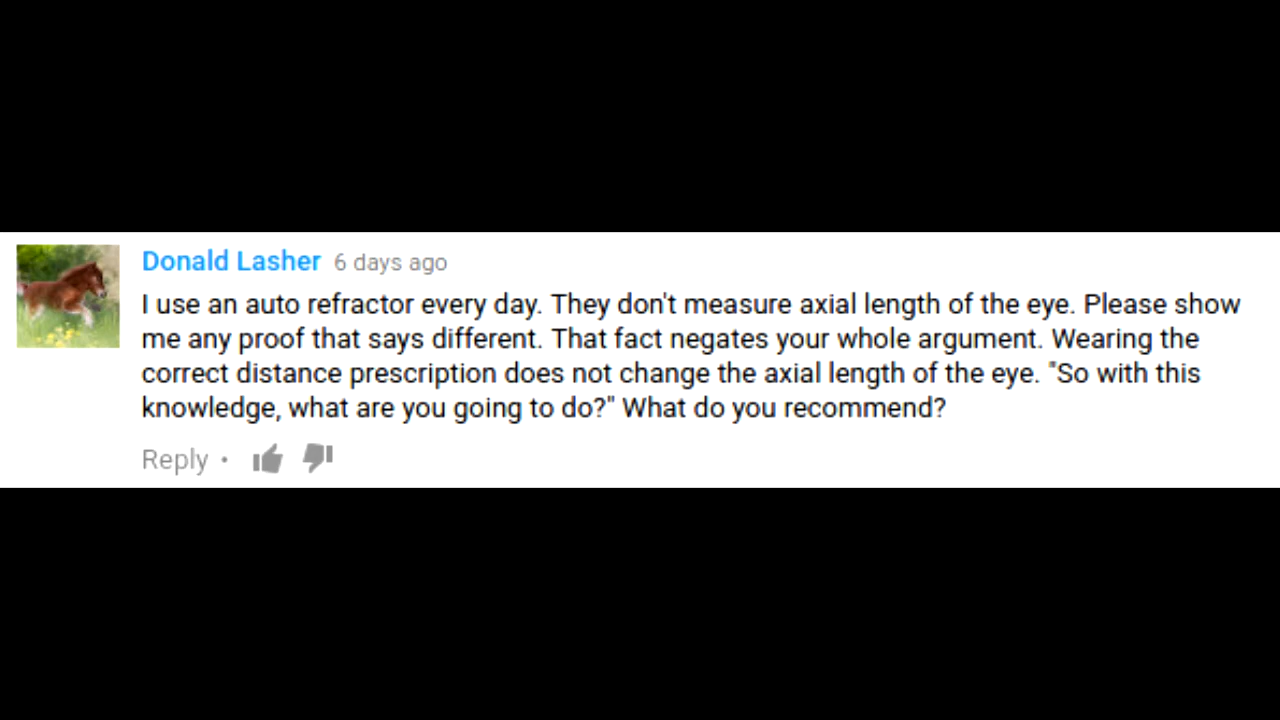 Donald Lasher 6 days ago
I use an auto refractor every day. They don't measure axial length of the eye. Please show
me any proof that says different. That fact negates your whole argument. Wearing the
correct distance prescription does not change the axial length of the eye. "So with this
knowledge, what are you going to do?" What do you recommend?
Reply •